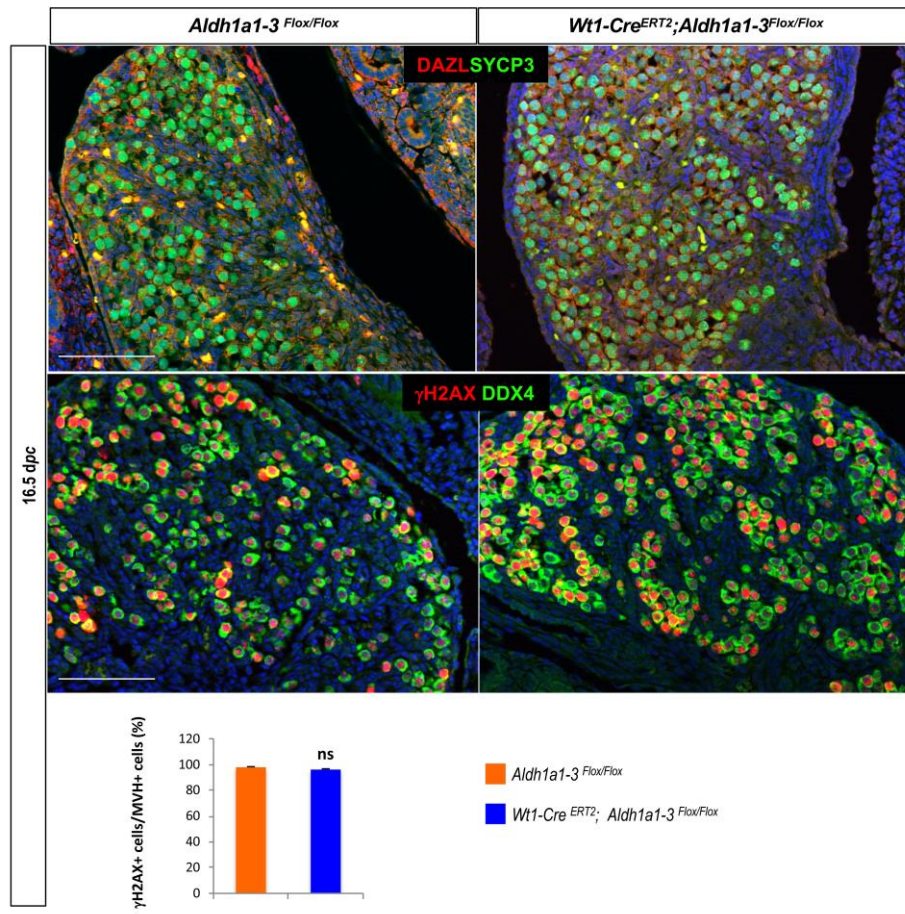 Aldh1a1-3 Flox/Flox
Wt1-CreERT2;Aldh1a1-3Flox/Flox
16.5 dpc
DAZLSYCP3
γH2AX DDX4
γH2AX+ cells/MVH+ cells (%)
120
100
80
60
40
20
0
ns
Aldh1a1-3 Flox/Flox
Wt1-Cre ERT2; Aldh1a1-3 Flox/Flox